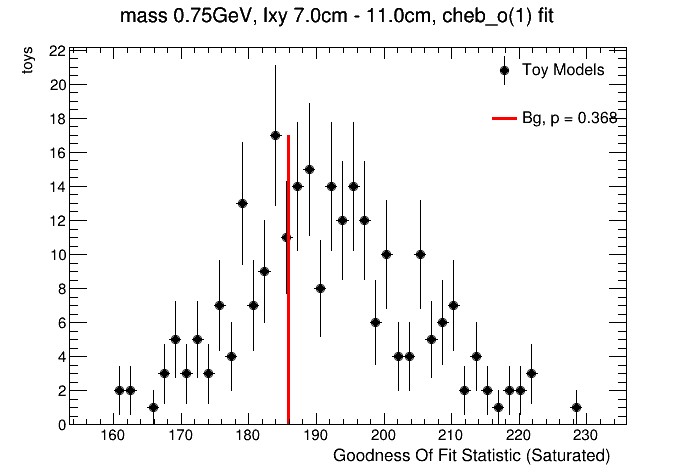 mass 0.75GeV, lxy 7.0cm - 11.0cm, cheb_o(1) fit
toys
22
20
18
16
14
12
10
8
6
4
2
0
Toy Models
Bg, p = 0.368
160 170 180 190 200 210 220 230
Goodness Of Fit Statistic (Saturated)